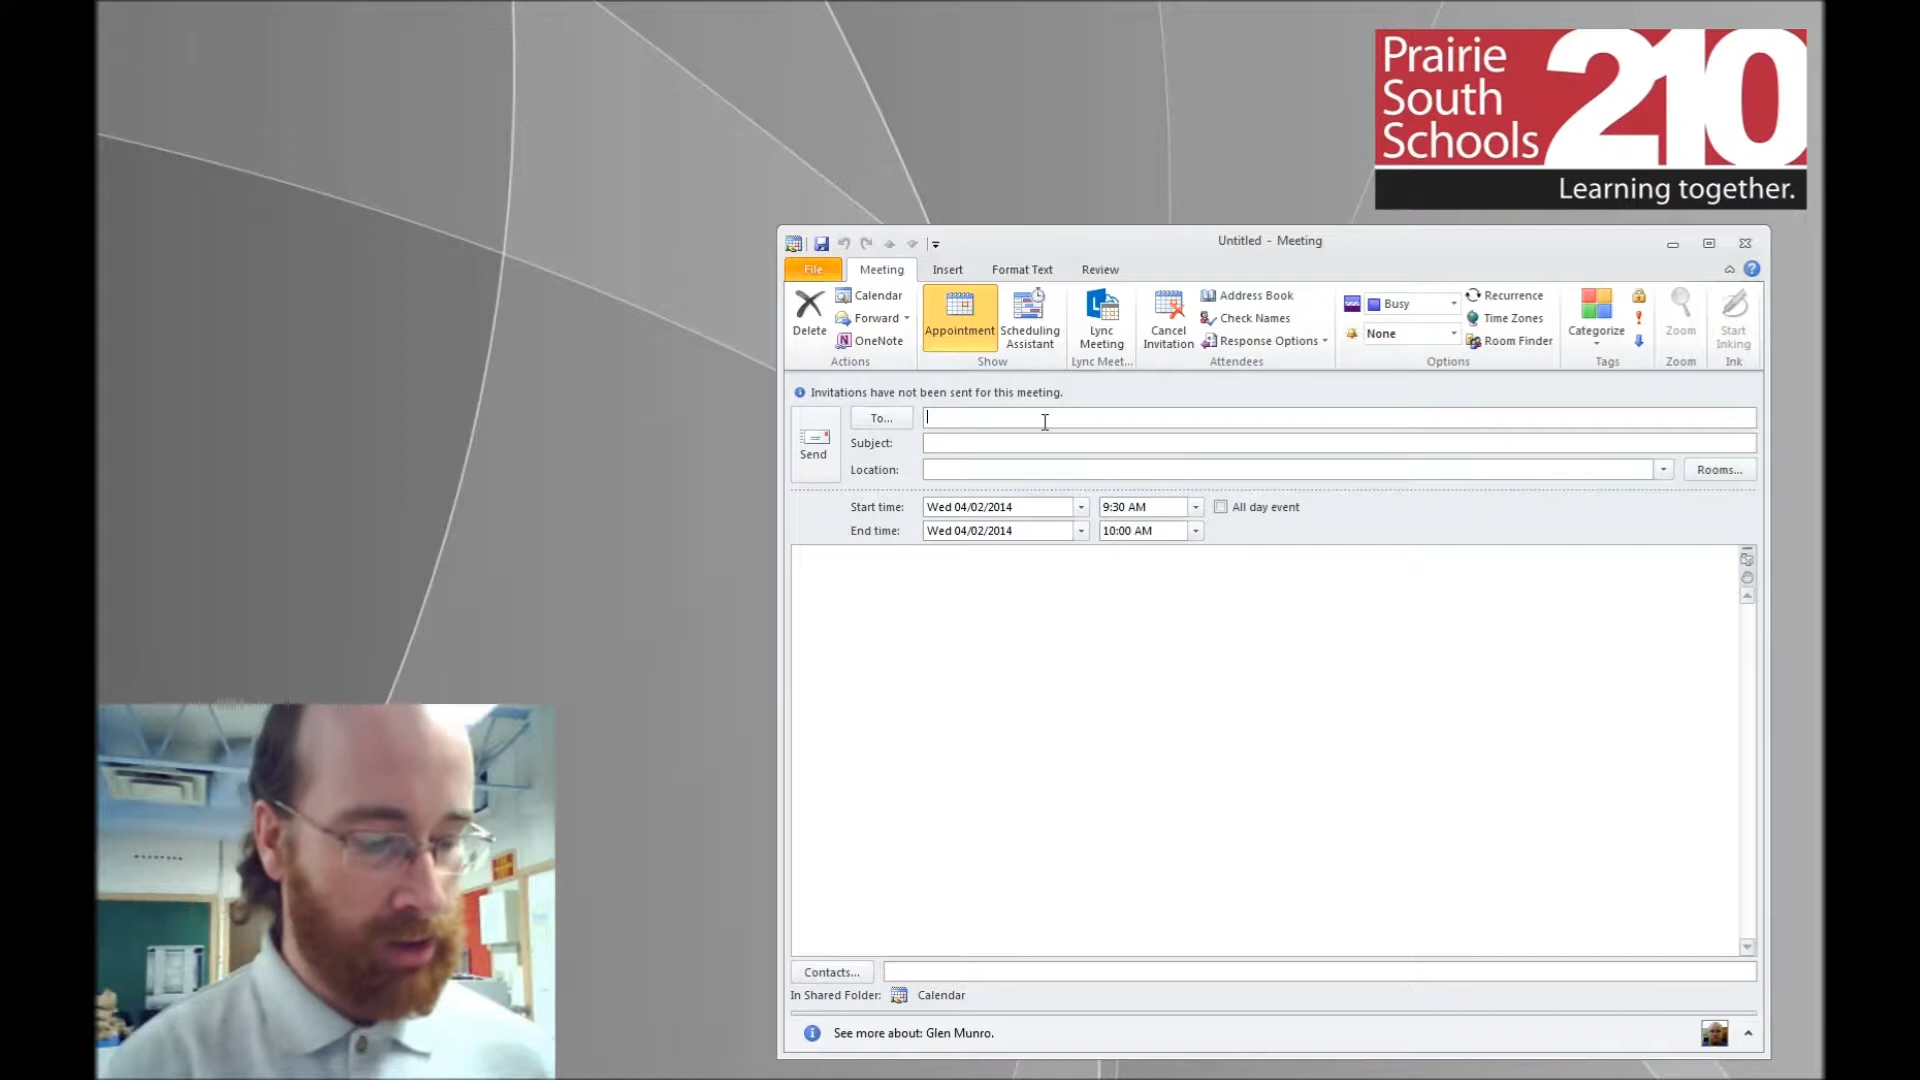 Prairie
South
Schools
210
Learning together.
Untitled - Meeting
File
Meeting
Insert
Format Text
Review
Delete
Calendar
Forward
OneNote
Actions
Appointment
Scheduling
Assistant
Show
Lync
Meeting
Lync Meet...
Cancel
Invitation
Address Book
Check Names
Response Options
Attendees
Busy
None
Recurrence
Time Zones
Room Finder
Options
Categorize
Tags
Zoom
Zoom
Start
Inking
Ink
Invitations have not been sent for this meeting.
Send
To...
Subject:
Location:
Rooms...
Start time:
Wed 04/02/2014
9:30 AM
All day event
End time:
Wed 04/02/2014
10:00 AM
Contacts...
In Shared Folder:
Calendar
See more about: Glen Munro.